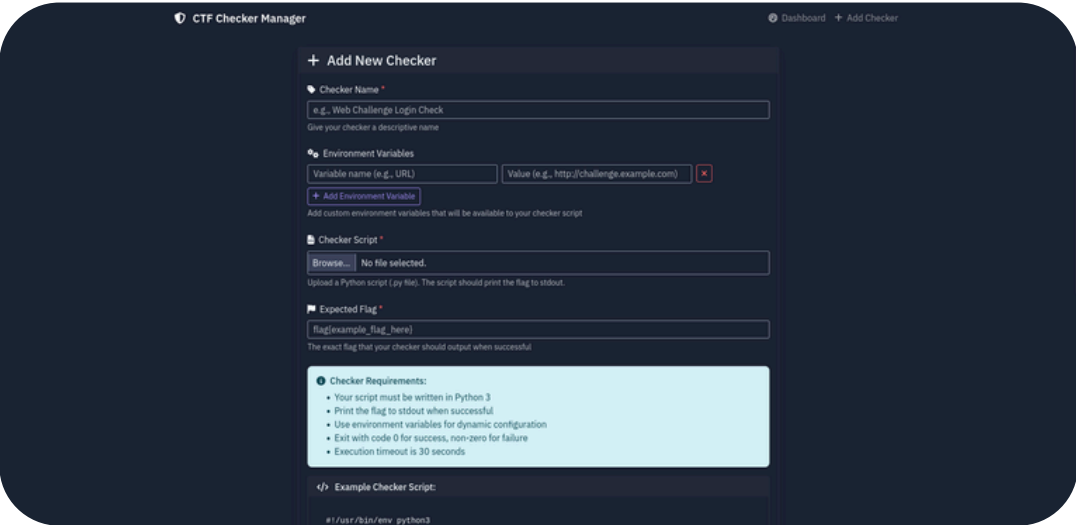 CTF Checker Manager
Dashboard + Add Checker
+ Add New Checker
Checker Name *
e.g., Web Challenge Login Check
Give your checker a descriptive name
Environment Variables
Variable name (e.g., URL) Value (e.g., http://challenge.example.com) ×
+ Add Environment Variable
Add custom environment variables that will be available to your checker script
Checker Script *
Browse... No file selected.
Upload a Python script (.py file). The script should print the flag to stdout.
Expected Flag *
flag{example_flag_here}
The exact flag that your checker should output when successful
Checker Requirements:
• Your script must be written in Python 3
• Print the flag to stdout when successful
• Use environment variables for dynamic configuration
• Exit with code 0 for success, non-zero for failure
• Execution timeout is 30 seconds
</> Example Checker Script:
#!/usr/bin/env python3